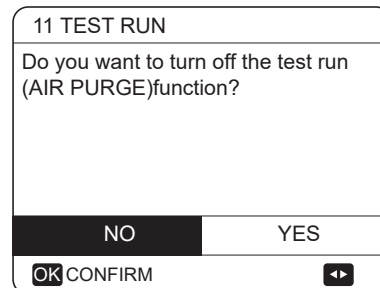 11 TEST RUN
Do you want to turn off the test run
(AIR PURGE)function?
NO YES
OK CONFIRM